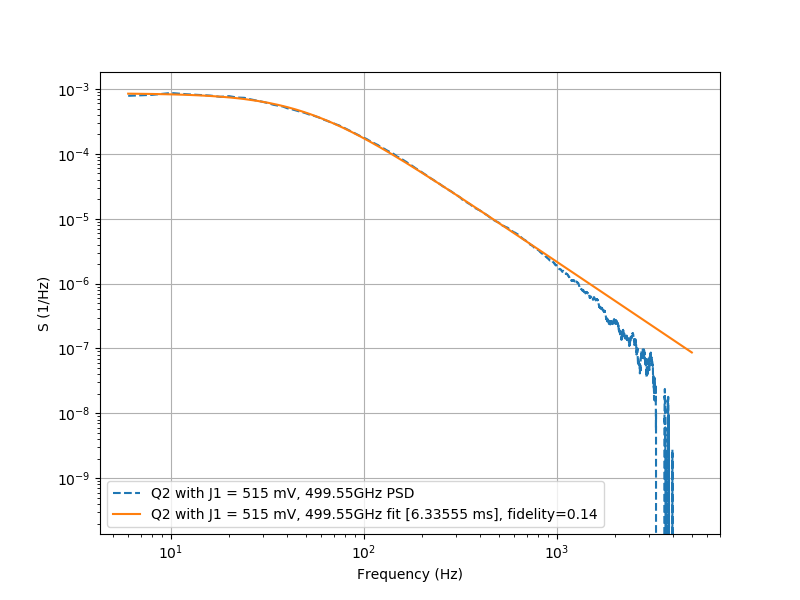 10⁻³
10⁻⁴
10⁻⁵
10⁻⁶
10⁻⁷
10⁻⁸
10⁻⁹
S (1/Hz)
Q2 with J1 = 515 mV, 499.55GHz PSD
Q2 with J1 = 515 mV, 499.55GHz fit [6.33555 ms], fidelity=0.14
10¹ 10² 10³
Frequency (Hz)